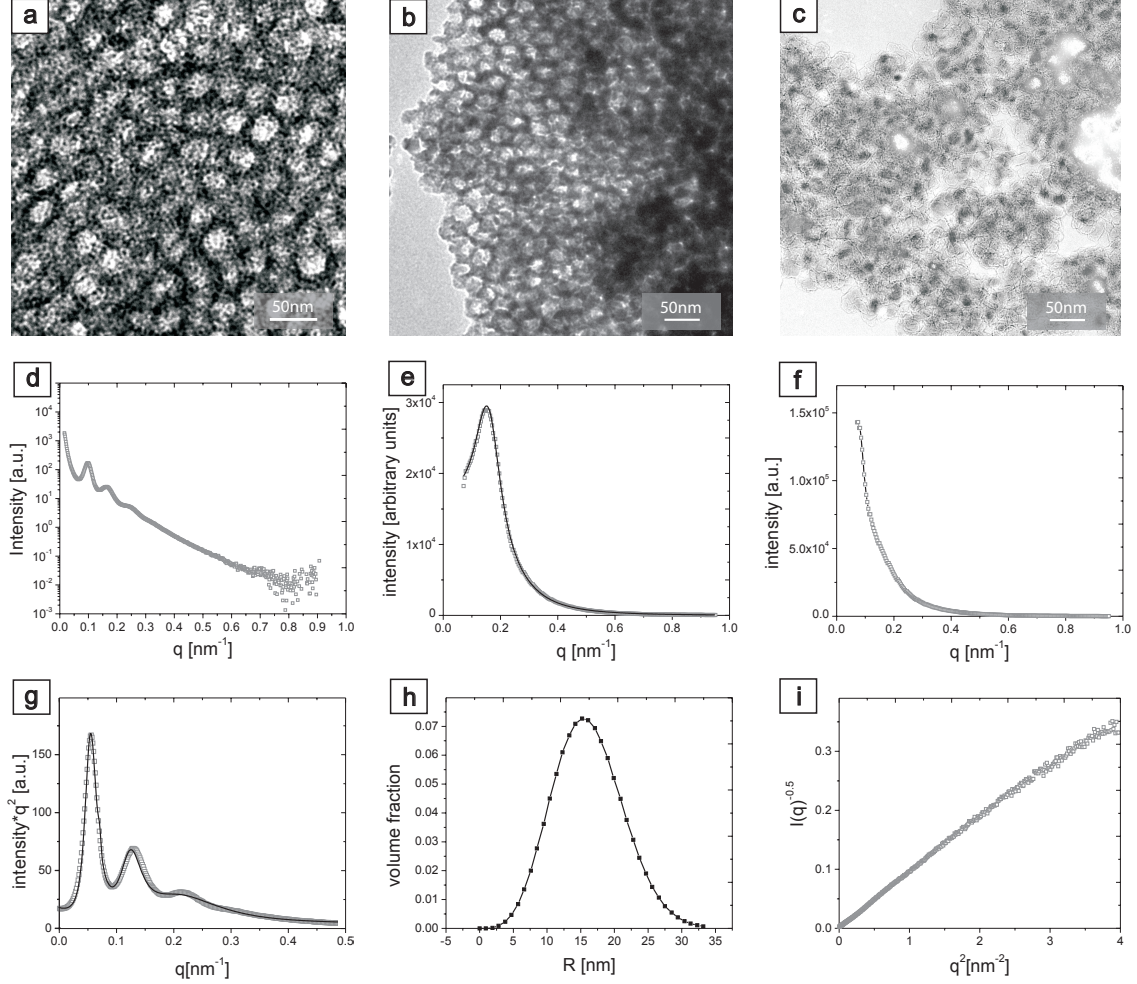 a
b
c
50nm
50nm
50nm
d
e
f
10⁴
10³
10²
10¹
10⁰
10⁻¹
10⁻²
10⁻³
Intensity [a.u.]
0.0 0.1 0.2 0.3 0.4 0.5 0.6 0.7 0.8 0.9 1.0
q [nm⁻¹]
3x10⁴
2x10⁴
1x10⁴
0
intensity [arbitrary units]
0.0 0.2 0.4 0.6 0.8 1.0
q [nm⁻¹]
1.5x10⁵
1.0x10⁵
5.0x10⁴
0.0
intensity [a.u.]
0.0 0.2 0.4 0.6 0.8 1.0
q [nm⁻¹]
g
h
i
150
100
50
0
intensity*q² [a.u.]
0.0 0.1 0.2 0.3 0.4 0.5
q[nm⁻¹]
0.07
0.06
0.05
0.04
0.03
0.02
0.01
0.00
volume fraction
-5 0 5 10 15 20 25 30 35
R [nm]
0.3
0.2
0.1
0.0
I(q)⁻⁰·⁵
0 1 2 3 4
q²[nm⁻²]